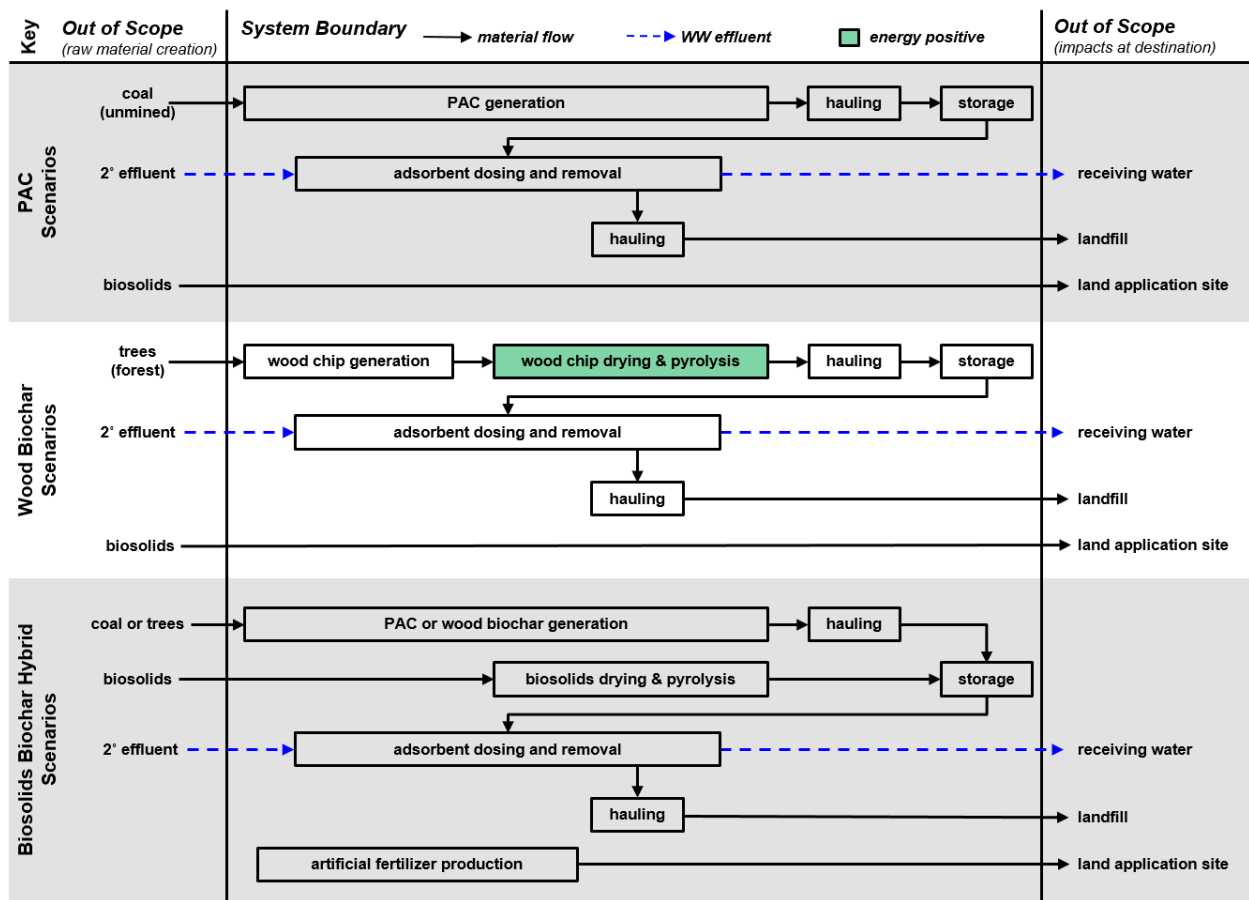 Key
Out of Scope
(raw material creation)
System Boundary
material flow
WW effluent
energy positive
Out of Scope
(impacts at destination)
PAC
Scenarios
coal
(unmined)
PAC generation
hauling
storage
2˚ effluent
adsorbent dosing and removal
receiving water
hauling
landfill
biosolids
land application site
Wood Biochar
Scenarios
trees
(forest)
wood chip generation
wood chip drying & pyrolysis
hauling
storage
2˚ effluent
adsorbent dosing and removal
receiving water
hauling
landfill
biosolids
land application site
Biosolids Biochar Hybrid
Scenarios
coal or trees
PAC or wood biochar generation
hauling
biosolids
biosolids drying & pyrolysis
storage
2˚ effluent
adsorbent dosing and removal
receiving water
hauling
landfill
artificial fertilizer production
land application site